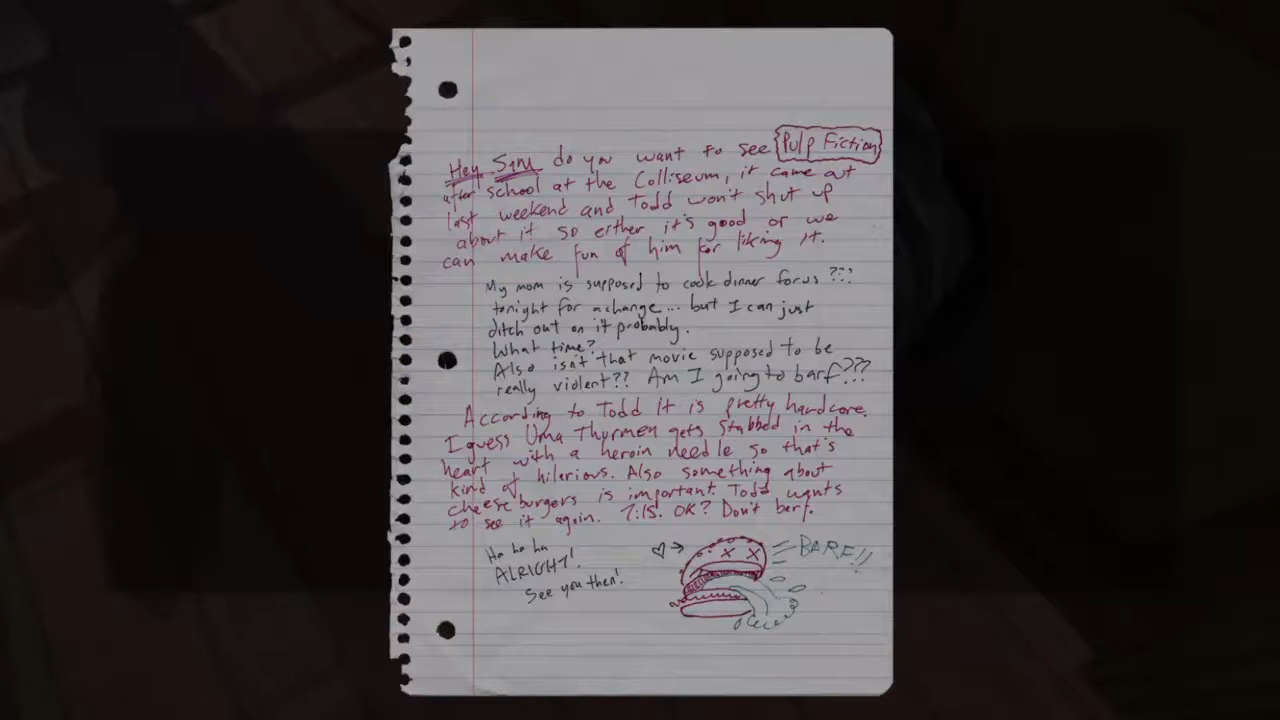 Hey Sam do you want to see Pulp Fiction
after school at the Colliseum, it came out
last weekend and Todd won't shut up
about it so either it's good or we
can make fun of him for liking it.
My mom is supposed to cook dinner for us ???
tonight for a change... but I can just
ditch out on it probably.
What time?
Also isn't that movie supposed to be
really violent?? Am I going to barf???
According to Todd it is pretty hardcore.
I guess Uma Thurmen gets stabbed in the
heart with a heroin needle so that's
kind of hilarious. Also something about
cheeseburgers is important. Todd wants
to see it again. 7:15. OK? Don't barf.
Ha ha ha
ALRIGHT!
See you then!
BARF!!